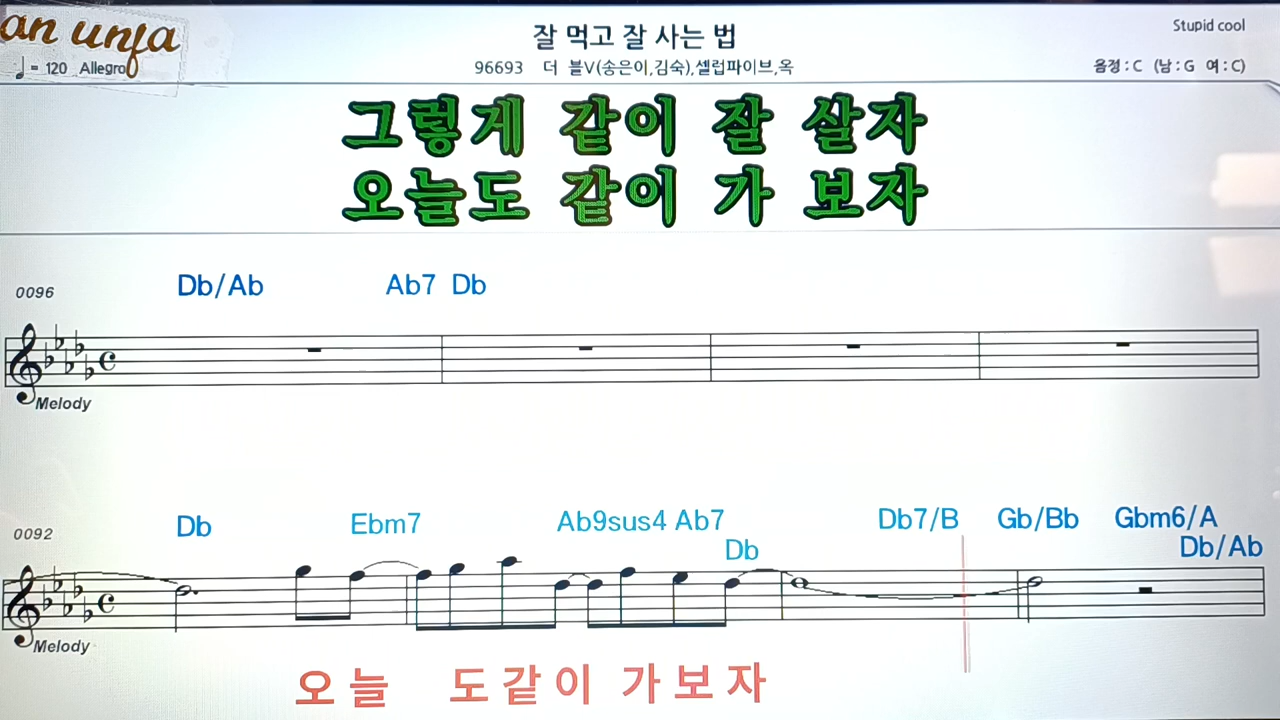 an unja
잘 먹고 잘 사는 법
Stupid cool
♩= 120 Allegro
96693 더 블V(송은이,김숙),셀럽파이브,옥
음정 : C (남 : G 여 : C)
그렇게 같이 잘 살자
오늘도 같이 가 보자
0096
Db/Ab Ab7 Db
Melody
0092
Db Ebm7 Ab9sus4 Ab7 Db7/B Gb/Bb Gbm6/A
Db Db/Ab
Melody
오 늘 도 같 이 가 보 자